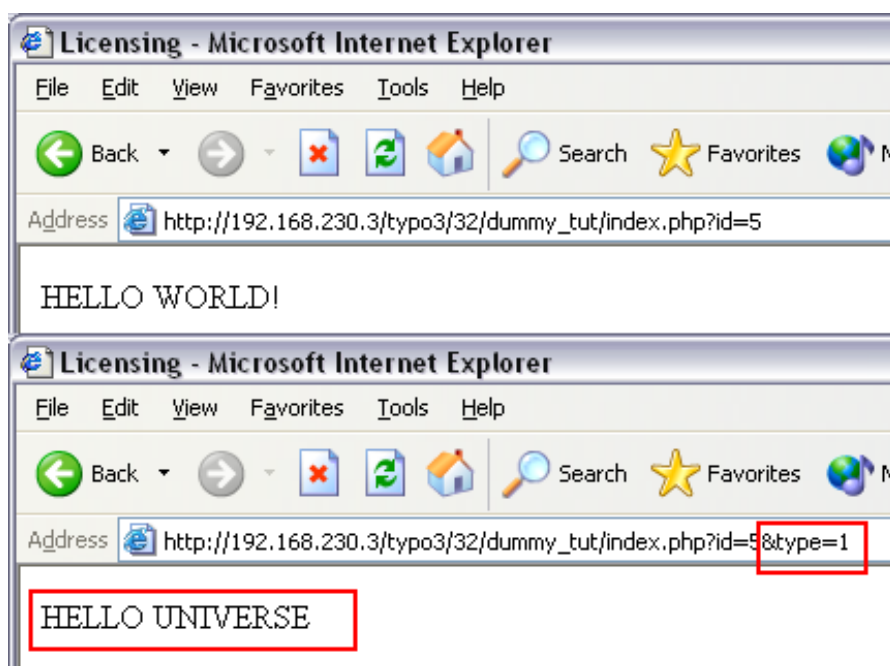 Licensing - Microsoft Internet Explorer
File Edit View Favorites Tools Help
Back Search Favorites
Address http://192.168.230.3/typo3/32/dummy_tut/index.php?id=5
HELLO WORLD!
Licensing - Microsoft Internet Explorer
File Edit View Favorites Tools Help
Back Search Favorites
Address http://192.168.230.3/typo3/32/dummy_tut/index.php?id=5&type=1
HELLO UNIVERSE